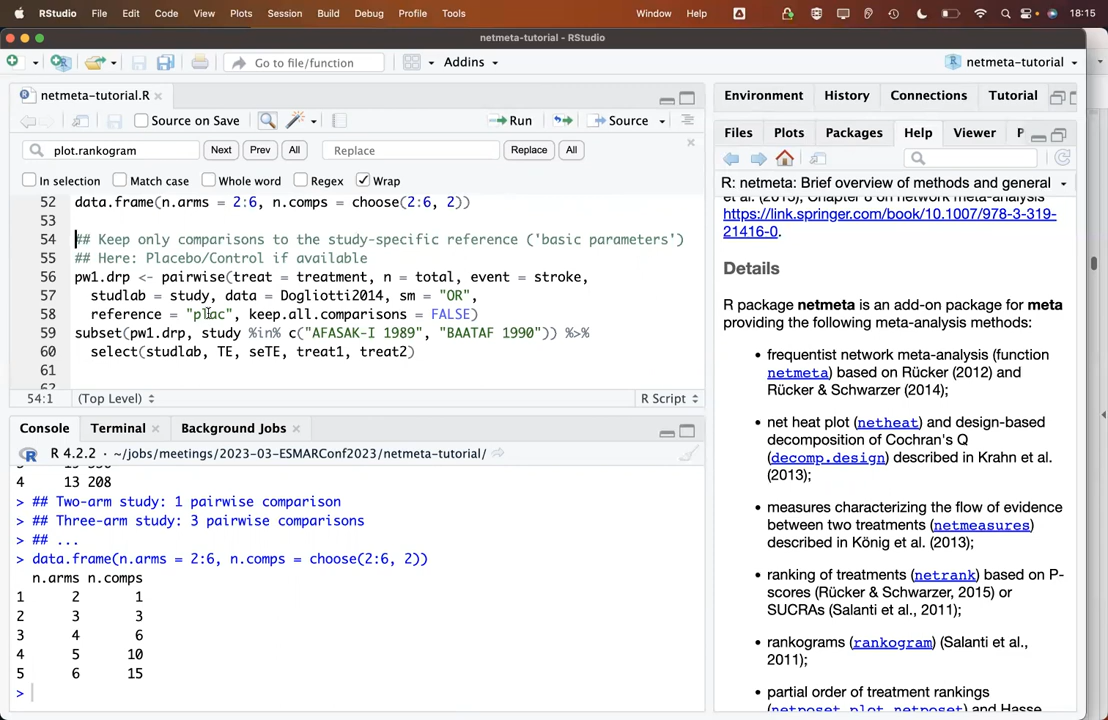 RStudio File Edit Code View Plots Session Build Debug Profile Tools Window Help 18:15
netmeta-tutorial - RStudio
Go to file/function Addins netmeta-tutorial
netmeta-tutorial.R
Source on Save Run Source
plot.rankogram Next Prev All Replace Replace All
In selection Match case Whole word Regex Wrap
52 data.frame(n.arms = 2:6, n.comps = choose(2:6, 2))
53
54 ## Keep only comparisons to the study-specific reference ('basic parameters')
55 ## Here: Placebo/Control if available
56 pw1.drp <- pairwise(treat = treatment, n = total, event = stroke,
57 studlab = study, data = Dogliotti2014, sm = "OR",
58 reference = "plac", keep.all.comparisons = FALSE)
59 subset(pw1.drp, study %in% c("AFASAK-I 1989", "BAATAF 1990")) %>%
60 select(studlab, TE, seTE, treat1, treat2)
61
54:1 (Top Level) R Script
Console Terminal Background Jobs
R 4.2.2 · ~/jobs/meetings/2023-03-ESMARConf2023/netmeta-tutorial/
4 13 208
> ## Two-arm study: 1 pairwise comparison
> ## Three-arm study: 3 pairwise comparisons
> ## ...
> data.frame(n.arms = 2:6, n.comps = choose(2:6, 2))
n.arms n.comps
1 2 1
2 3 3
3 4 6
4 5 10
5 6 15
>
Environment History Connections Tutorial
Files Plots Packages Help Viewer P
R: netmeta: Brief overview of methods and general
et al. (2015), Chapter 8 on network meta-analysis
https://link.springer.com/book/10.1007/978-3-319-
21416-0.
Details
R package netmeta is an add-on package for meta
providing the following meta-analysis methods:
• frequentist network meta-analysis (function
netmeta) based on Rücker (2012) and
Rücker & Schwarzer (2014);
• net heat plot (netheat) and design-based
decomposition of Cochran's Q
(decomp.design) described in Krahn et al.
(2013);
• measures characterizing the flow of evidence
between two treatments (netmeasures)
described in König et al. (2013);
• ranking of treatments (netrank) based on P-
scores (Rücker & Schwarzer, 2015) or
SUCRAs (Salanti et al., 2011);
• rankograms (rankogram) (Salanti et al.,
2011);
• partial order of treatment rankings
(netposet, plot.netposet) and Hasse